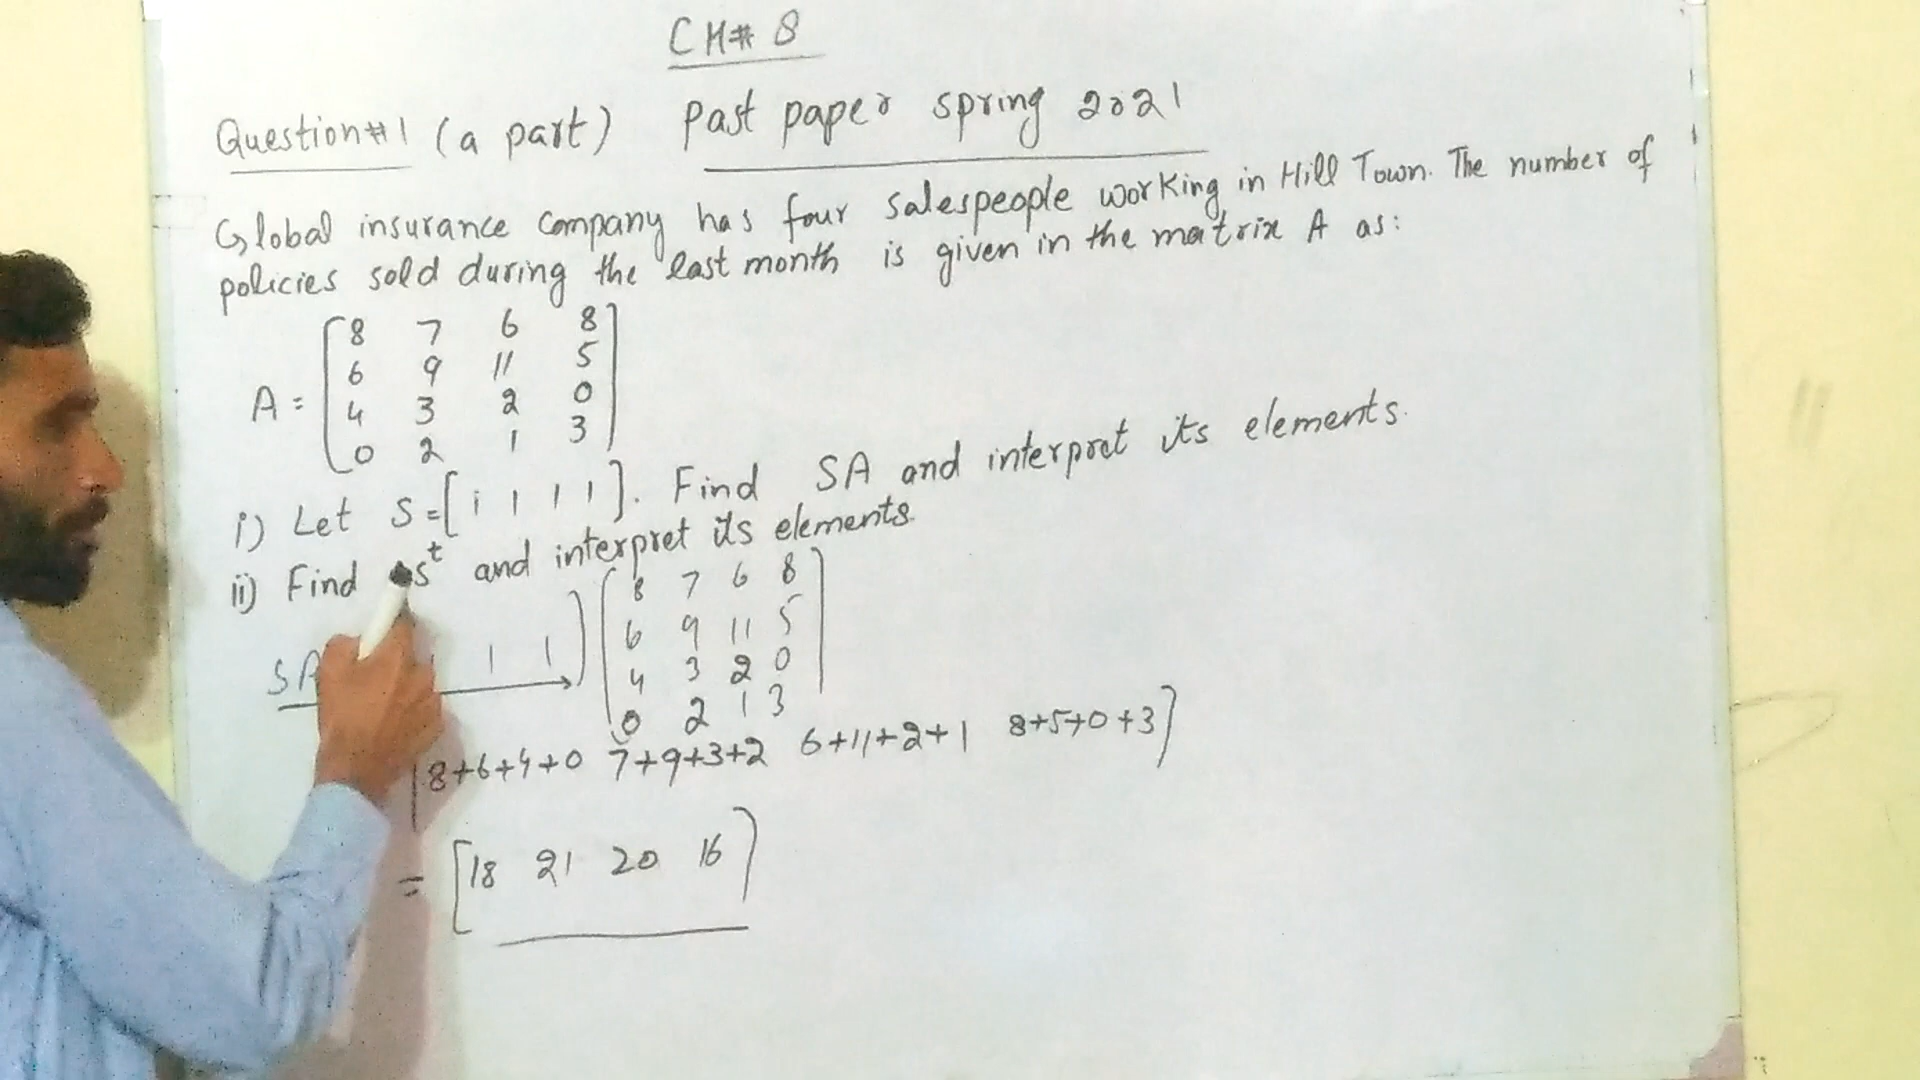 CH# 8
Question#1 (a part) Past paper spring 2021
Global insurance company has four salespeople working in Hill Town. The number of
policies sold during the last month is given in the matrix A as:
8 7 6 8
6 9 11 5
A = 4 3 2 0
0 2 1 3
i) Let S=[1 1 1 1]. Find SA and interpret its elements.
ii) Find S^t and interpret its elements.
8 7 6 8
6 9 11 5
SA 1 1 ] 4 3 2 0
0 2 1 3
[8+6+4+0 7+9+3+2 6+11+2+1 8+5+0+3]
= [18 21 20 16]